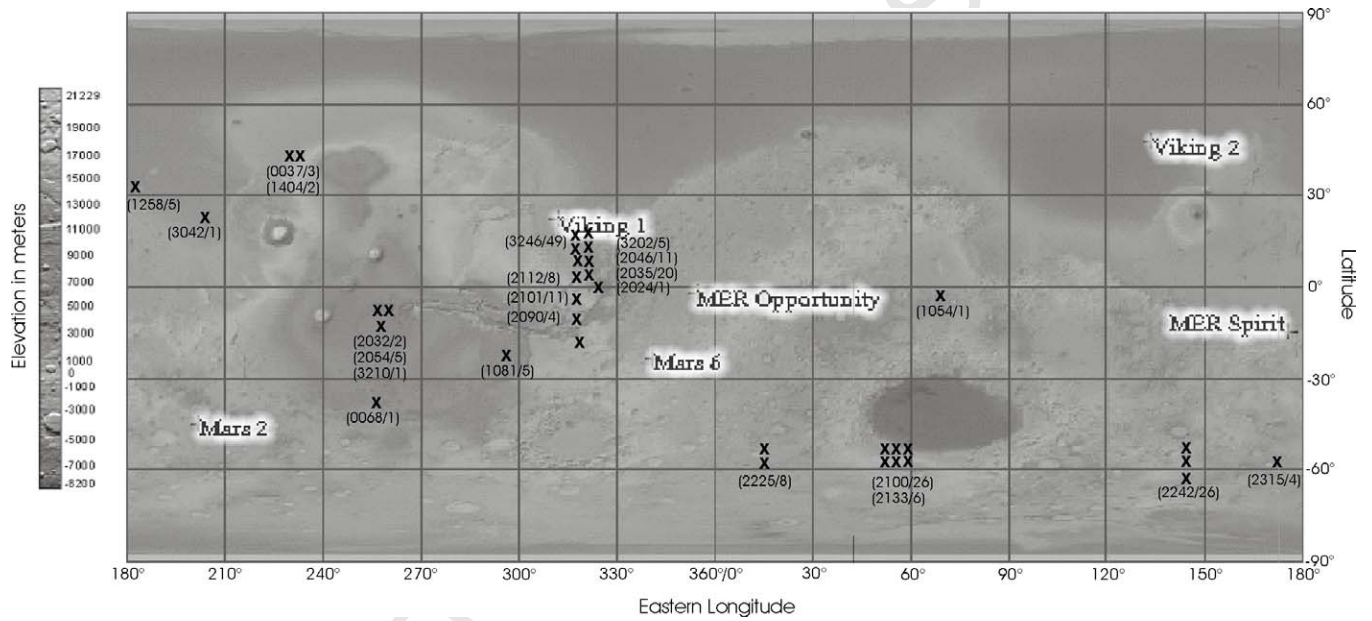 90°
60°
30°
0°
-30°
-60°
-90°
Latitude
Elevation in meters
21229
19000
17000
15000
13000
11000
9000
7000
5000
3000
1000
0
-1000
-3000
-5000
-7000
-8200
X X
(0037/3)
(1404/2)
X
(1258/5)
X
(3042/1)
Viking 2
Viking 1
X X
(3246/49) X X (3202/5)
X X (2046/11)
(2112/8) X X (2035/20)
X (2024/1)
(2101/11) X
(2090/4) X
X
MER Opportunity
X
(1054/1)
MER Spirit
X X
X
(2032/2)
(2054/5)
(3210/1)
X
(1081/5)
Mars 6
X
(0068/1)
Mars 2
X
X
(2225/8)
X X X
X X X
(2100/26)
(2133/6)
X
X
X
(2242/26)
X
(2315/4)
180° 210° 240° 270° 300° 330° 360°/0° 30° 60° 90° 120° 150° 180°
Eastern Longitude